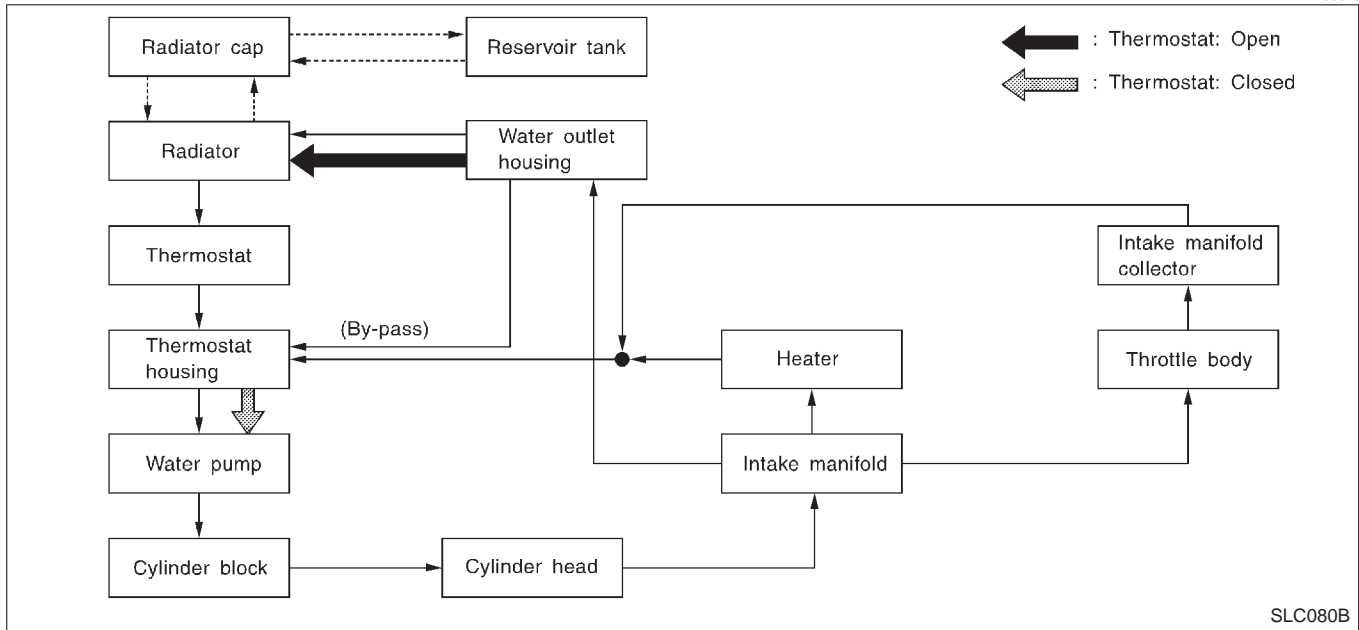 Radiator cap
Reservoir tank
: Thermostat: Open
: Thermostat: Closed
Radiator
Water outlet
housing
Thermostat
Intake manifold
collector
(By-pass)
Thermostat
housing
Heater
Throttle body
Water pump
Intake manifold
Cylinder block
Cylinder head
SLC080B